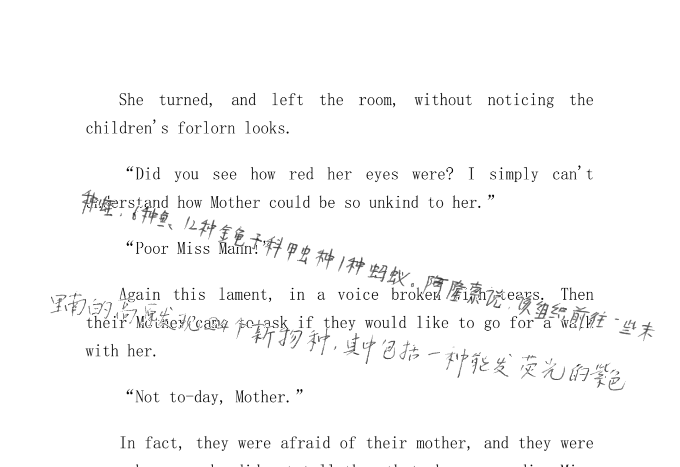 She turned, and left the room, without noticing the
children's forlorn looks.
“Did you see how red her eyes were? I simply can't
understand how Mother could be so unkind to her.”
种蛙、6种鱼、12种金龟子科甲虫种1种蚂蚁。阿摩 说:组织前往一些未
“Poor Miss Mann!”
Again this lament, in a voice broken with tears. Then
their Mother came to ask if they would like to go for a walk
里南的高原发现24个新物种,其中包括一种能发荧光的紫色
with her.
“Not to-day, Mother.”
In fact, they were afraid of their mother, and they were